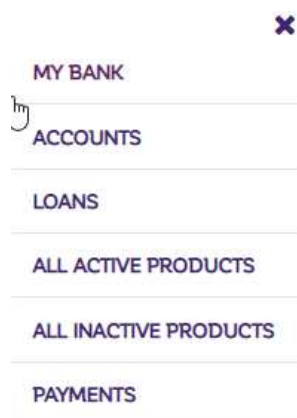 MY BANK
ACCOUNTS
LOANS
ALL ACTIVE PRODUCTS
ALL INACTIVE PRODUCTS
PAYMENTS